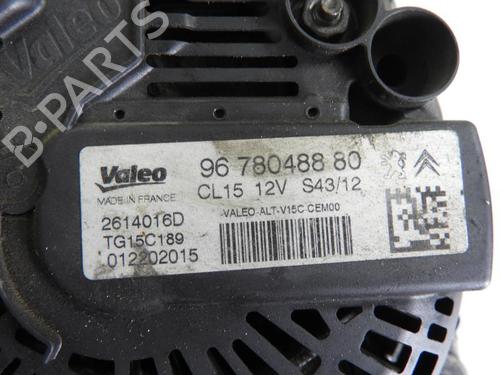 Valeo
B-PARTS
Valeo
MADE IN FRANCE
96 780488 80
CL15 12V S43/12
2614016D
TG15C189
012202015
-VALEO-ALT-V15C CEM00